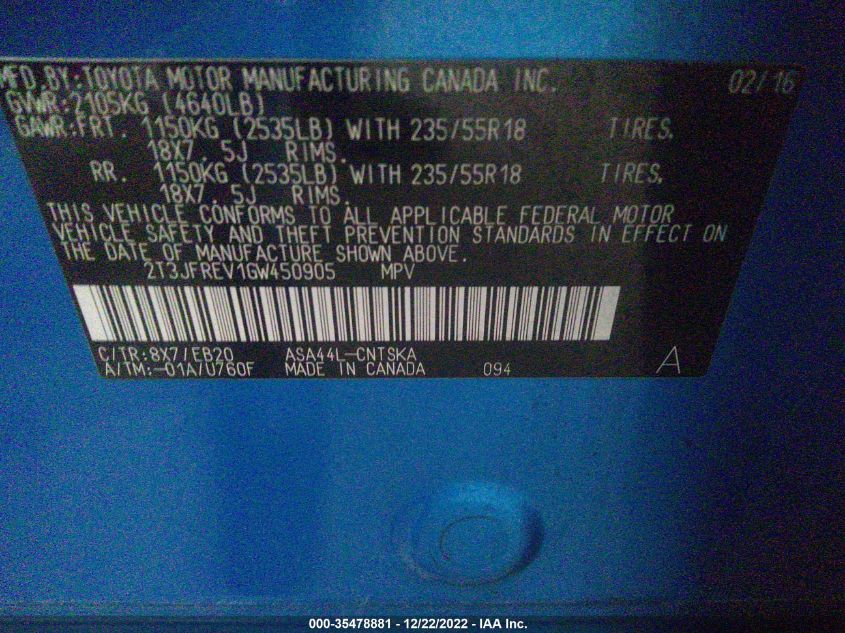 MFD.BY:TOYOTA MOTOR MANUFACTURING CANADA INC. 02/16
GVWR:2105KG (4640LB)
GAWR:FRT. 1150KG (2535LB) WITH 235/55R18 TIRES,
18X7.5J RIMS.
RR. 1150KG (2535LB) WITH 235/55R18 TIRES,
18X7.5J RIMS.
THIS VEHICLE CONFORMS TO ALL APPLICABLE FEDERAL MOTOR
VEHICLE SAFETY AND THEFT PREVENTION STANDARDS IN EFFECT ON
THE DATE OF MANUFACTURE SHOWN ABOVE.
2T3JFREV1GW450905 MPV
C/TR:8X7/EB20 ASA44L-CNTSKA
A/TM:-01A/U760F MADE IN CANADA 094 A
000-35478881 - 12/22/2022 - IAA Inc.